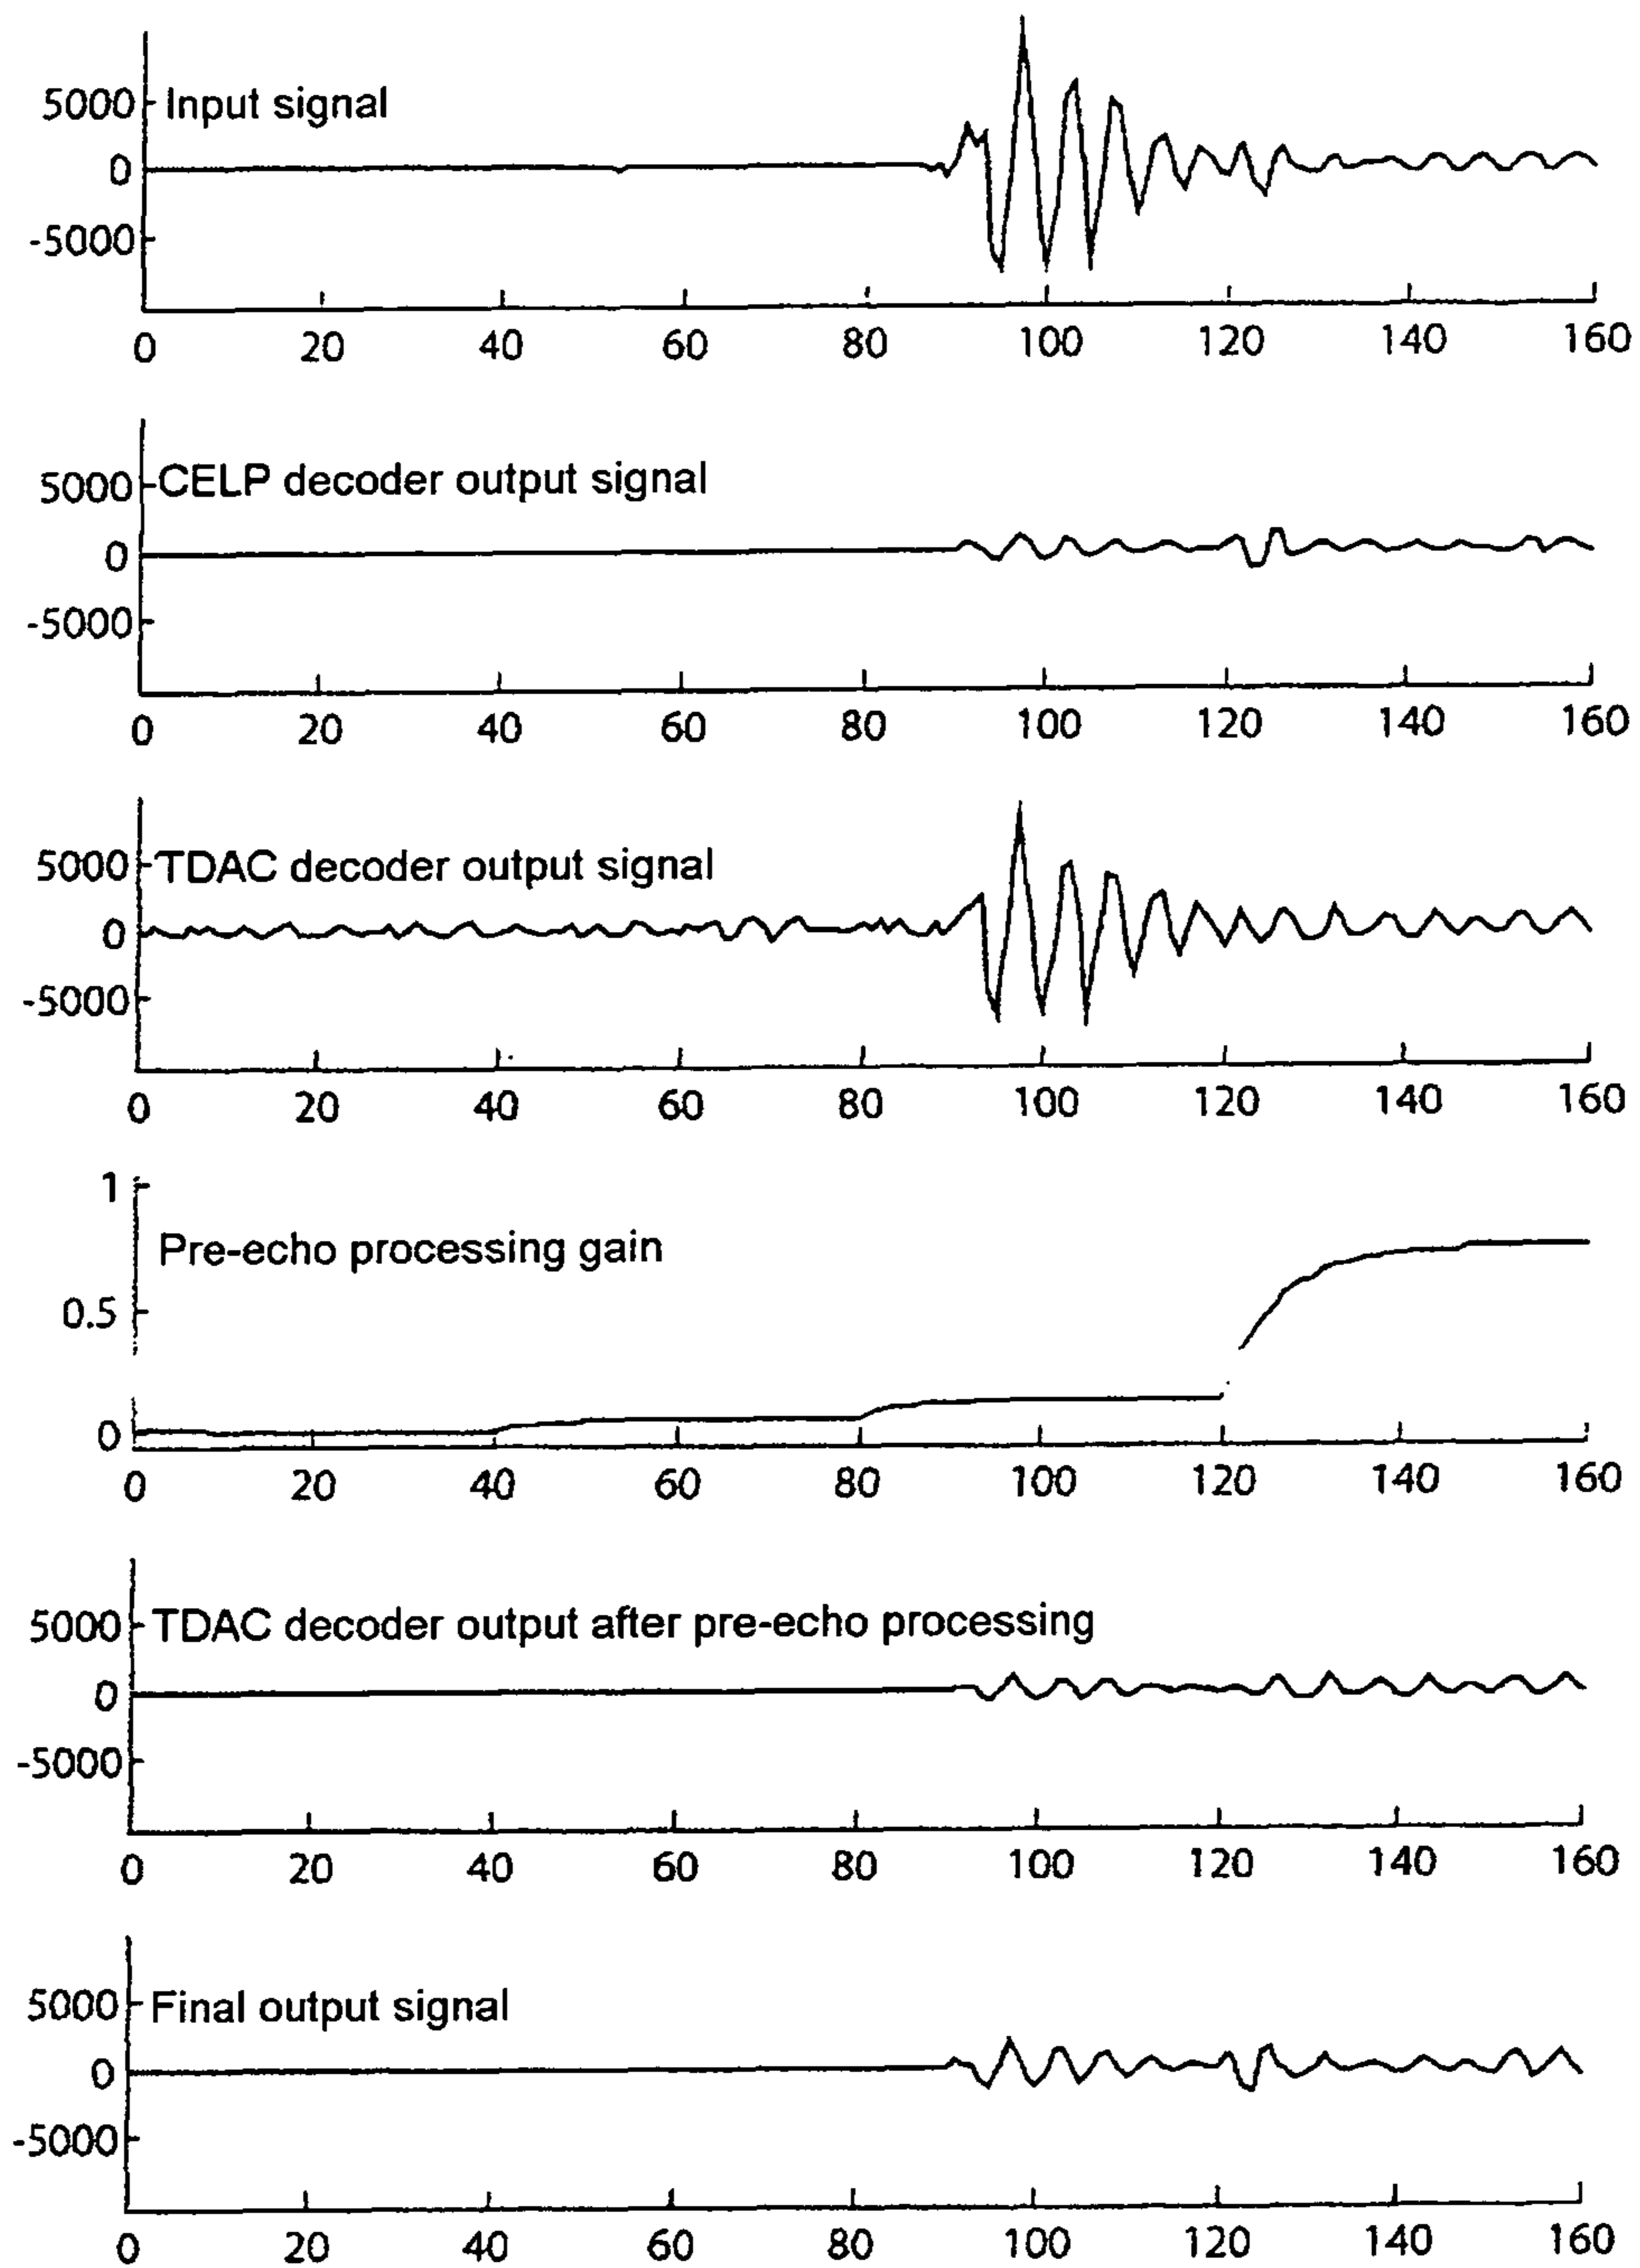 5000 Input signal
0
-5000
0 20 40 60 80 100 120 140 160
5000 CELP decoder output signal
0
-5000
0 20 40 60 80 100 120 140 160
5000 TDAC decoder output signal
0
-5000
0 20 40 60 80 100 120 140 160
1
Pre-echo processing gain
0.5
0
0 20 40 60 80 100 120 140 160
5000 TDAC decoder output after pre-echo processing
0
-5000
0 20 40 60 80 100 120 140 160
5000 Final output signal
0
-5000
0 20 40 60 80 100 120 140 160